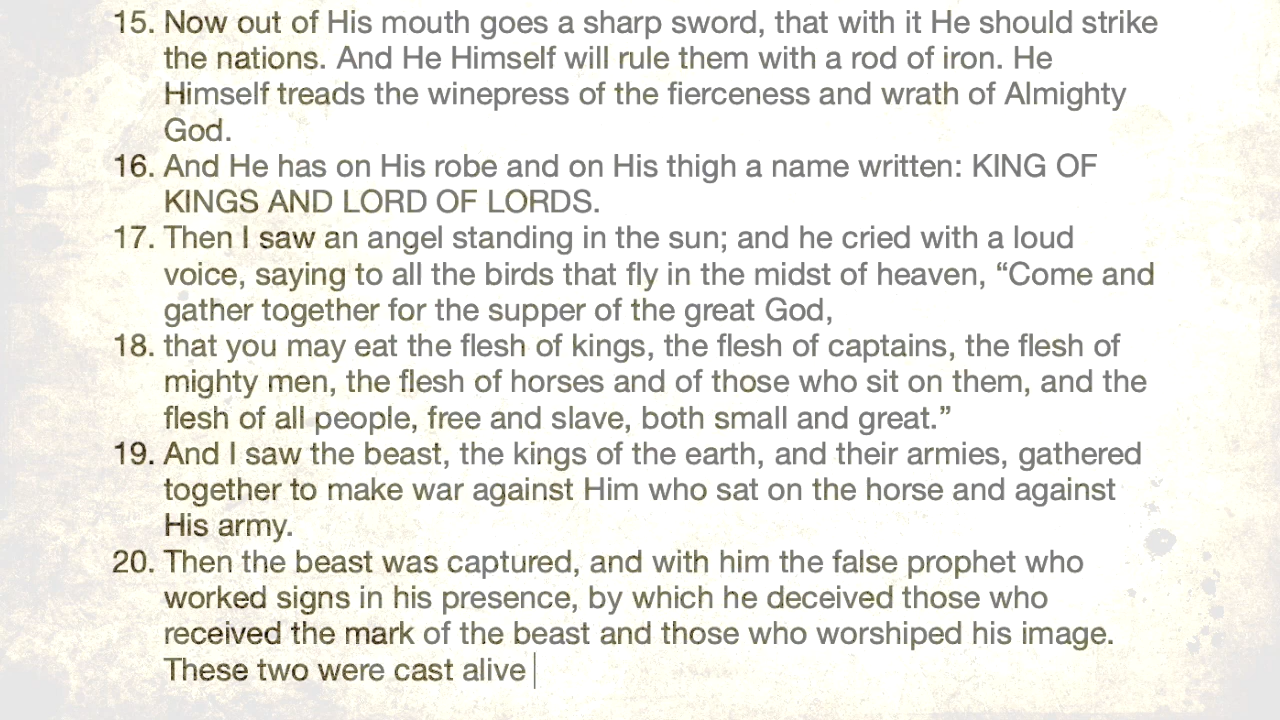 15. Now out of His mouth goes a sharp sword, that with it He should strike
the nations. And He Himself will rule them with a rod of iron. He
Himself treads the winepress of the fierceness and wrath of Almighty
God.
16. And He has on His robe and on His thigh a name written: KING OF
KINGS AND LORD OF LORDS.
17. Then I saw an angel standing in the sun; and he cried with a loud
voice, saying to all the birds that fly in the midst of heaven, “Come and
gather together for the supper of the great God,
18. that you may eat the flesh of kings, the flesh of captains, the flesh of
mighty men, the flesh of horses and of those who sit on them, and the
flesh of all people, free and slave, both small and great.”
19. And I saw the beast, the kings of the earth, and their armies, gathered
together to make war against Him who sat on the horse and against
His army.
20. Then the beast was captured, and with him the false prophet who
worked signs in his presence, by which he deceived those who
received the mark of the beast and those who worshiped his image.
These two were cast alive